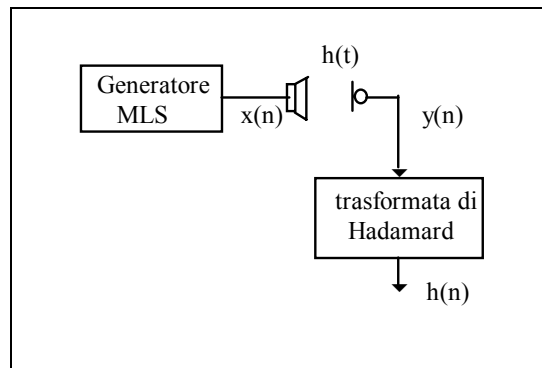 h(t)
Generatore
MLS
x(n)
y(n)
trasformata di
Hadamard
h(n)